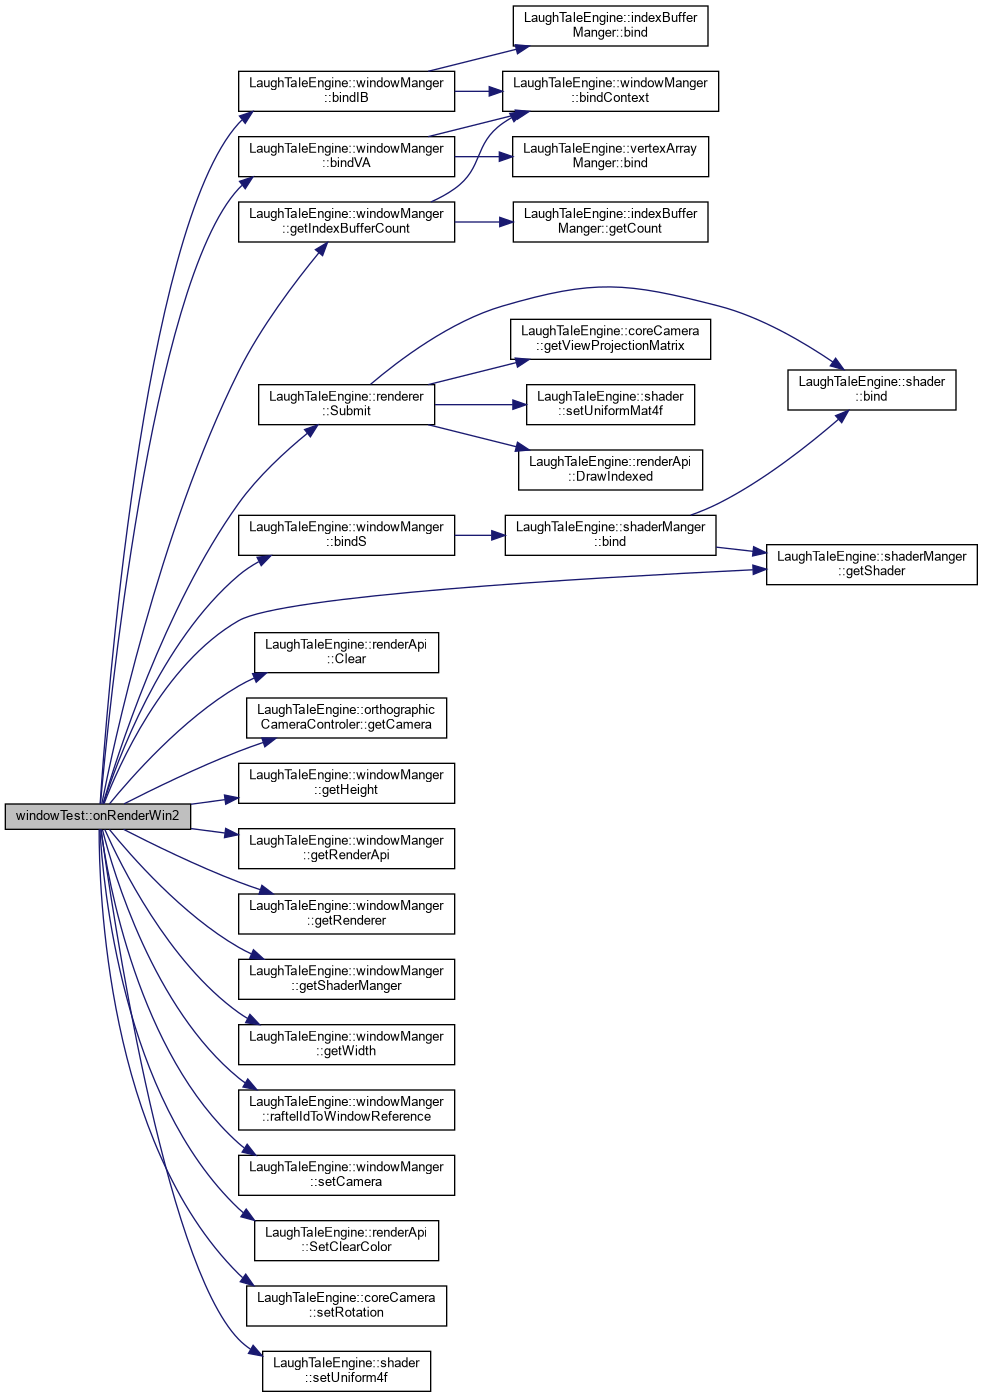 LaughTaleEngine::indexBuffer
Manger::bind
LaughTaleEngine::windowManger
::bindIB
LaughTaleEngine::windowManger
::bindContext
LaughTaleEngine::windowManger
::bindVA
LaughTaleEngine::vertexArray
Manger::bind
LaughTaleEngine::windowManger
::getIndexBufferCount
LaughTaleEngine::indexBuffer
Manger::getCount
LaughTaleEngine::coreCamera
::getViewProjectionMatrix
LaughTaleEngine::renderer
::Submit
LaughTaleEngine::shader
::setUniformMat4f
LaughTaleEngine::shader
::bind
LaughTaleEngine::renderApi
::DrawIndexed
LaughTaleEngine::windowManger
::bindS
LaughTaleEngine::shaderManger
::bind
LaughTaleEngine::shaderManger
::getShader
LaughTaleEngine::renderApi
::Clear
LaughTaleEngine::orthographic
CameraControler::getCamera
LaughTaleEngine::windowManger
::getHeight
windowTest::onRenderWin2
LaughTaleEngine::windowManger
::getRenderApi
LaughTaleEngine::windowManger
::getRenderer
LaughTaleEngine::windowManger
::getShaderManger
LaughTaleEngine::windowManger
::getWidth
LaughTaleEngine::windowManger
::raftelIdToWindowReference
LaughTaleEngine::windowManger
::setCamera
LaughTaleEngine::renderApi
::SetClearColor
LaughTaleEngine::coreCamera
::setRotation
LaughTaleEngine::shader
::setUniform4f